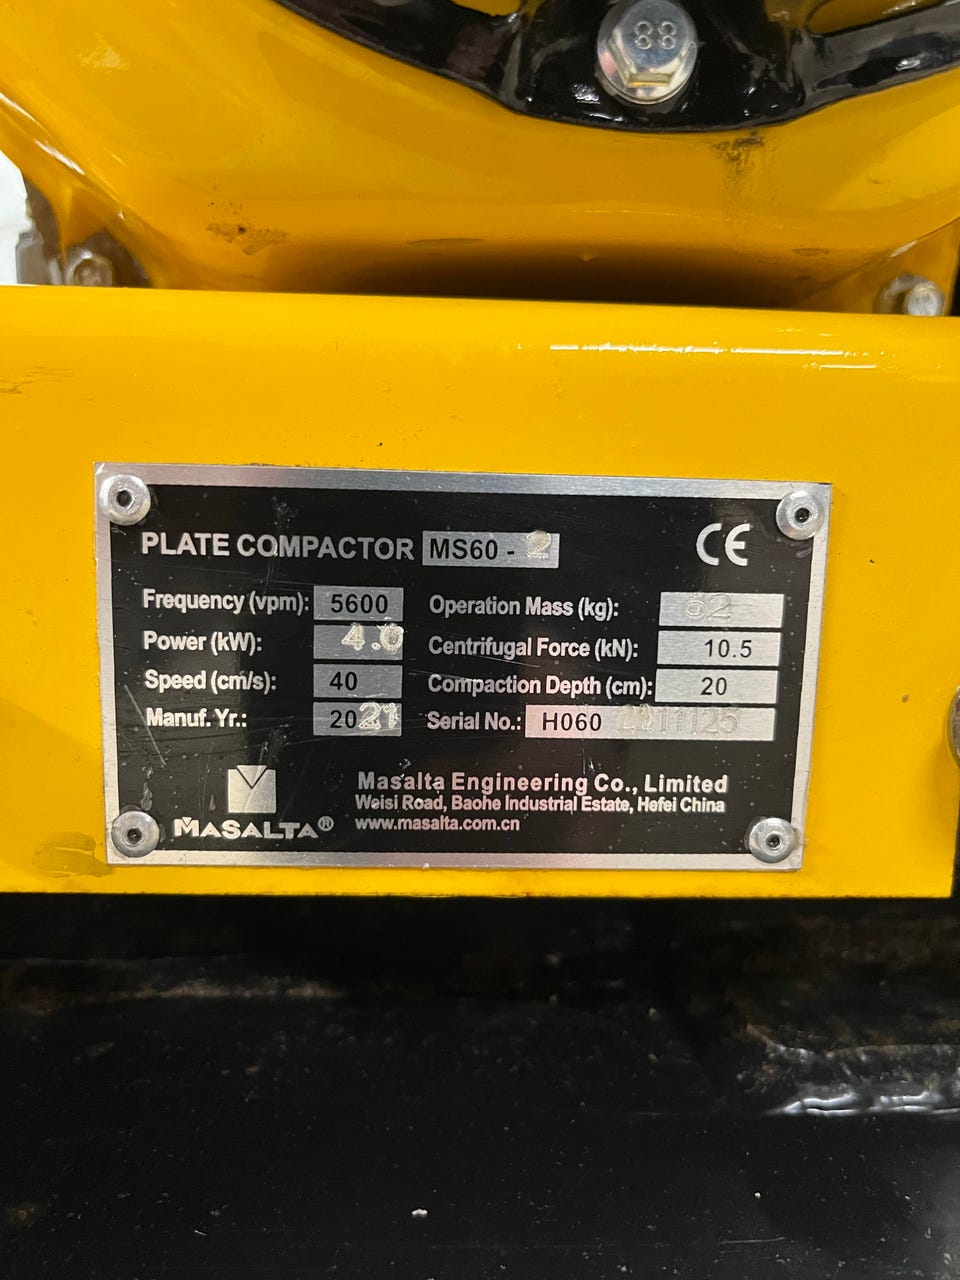 88
PLATE COMPACTOR MS60 - 2
CE
Frequency (vpm): 5600 Operation Mass (kg): 62
Power (kW): 4.0 Centrifugal Force (kN): 10.5
Speed (cm/s): 40 Compaction Depth (cm): 20
Manuf. Yr.: 2021 Serial No.: H060
MASALTA®
Masalta Engineering Co., Limited
Weisi Road, Baohe Industrial Estate, Hefei China
www.masalta.com.cn